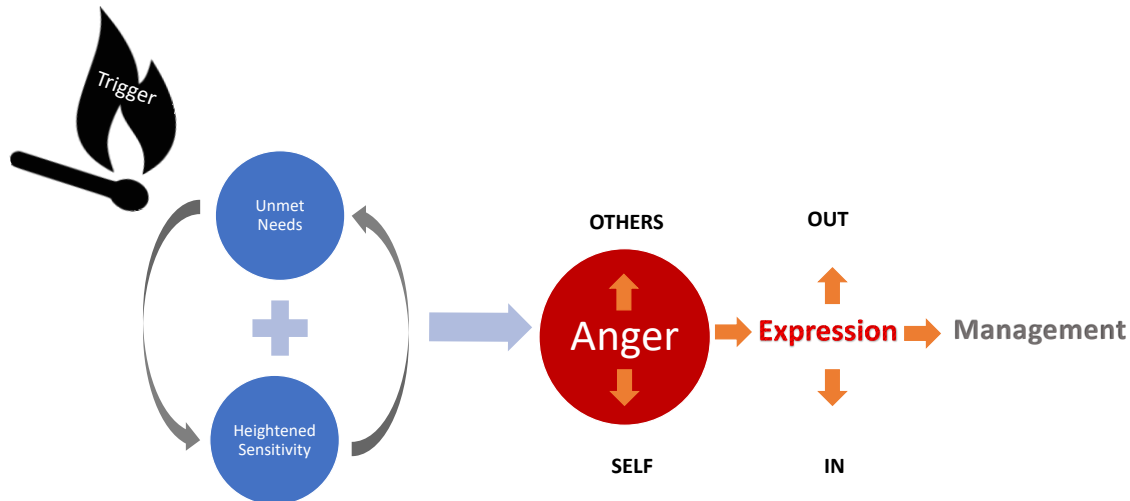 Trigger
Unmet
Needs
Heightened
Sensitivity
OTHERS
Anger
SELF
OUT
Expression
IN
Management